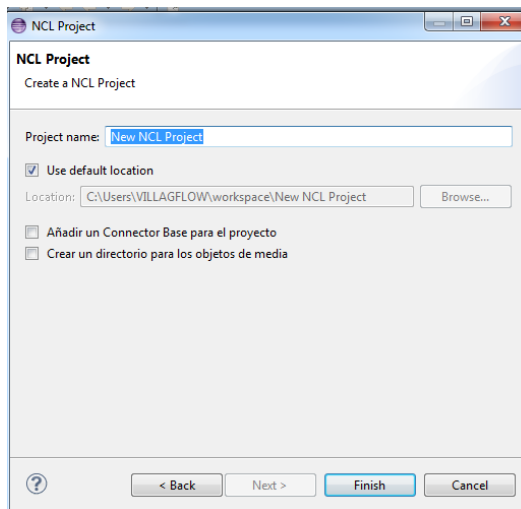 NCL Project
NCL Project
Create a NCL Project
Project name: New NCL Project
Use default location
Location: C:\Users\VILLAGFLOW\workspace\New NCL Project Browse...
Añadir un Connector Base para el proyecto
Crear un directorio para los objetos de media
? < Back Next > Finish Cancel